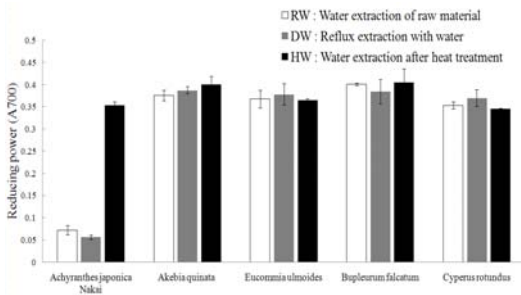 RW : Water extraction of raw material
DW : Reflux extraction with water
HW : Water extraction after heat treatment
Reducing power (A700)
0.5
0.45
0.4
0.35
0.3
0.25
0.2
0.15
0.1
0.05
0
Achyranthes japonica
Nakai
Akebia quinata
Eucommia ulmoides
Bupleurum falcatum
Cyperus rotundus